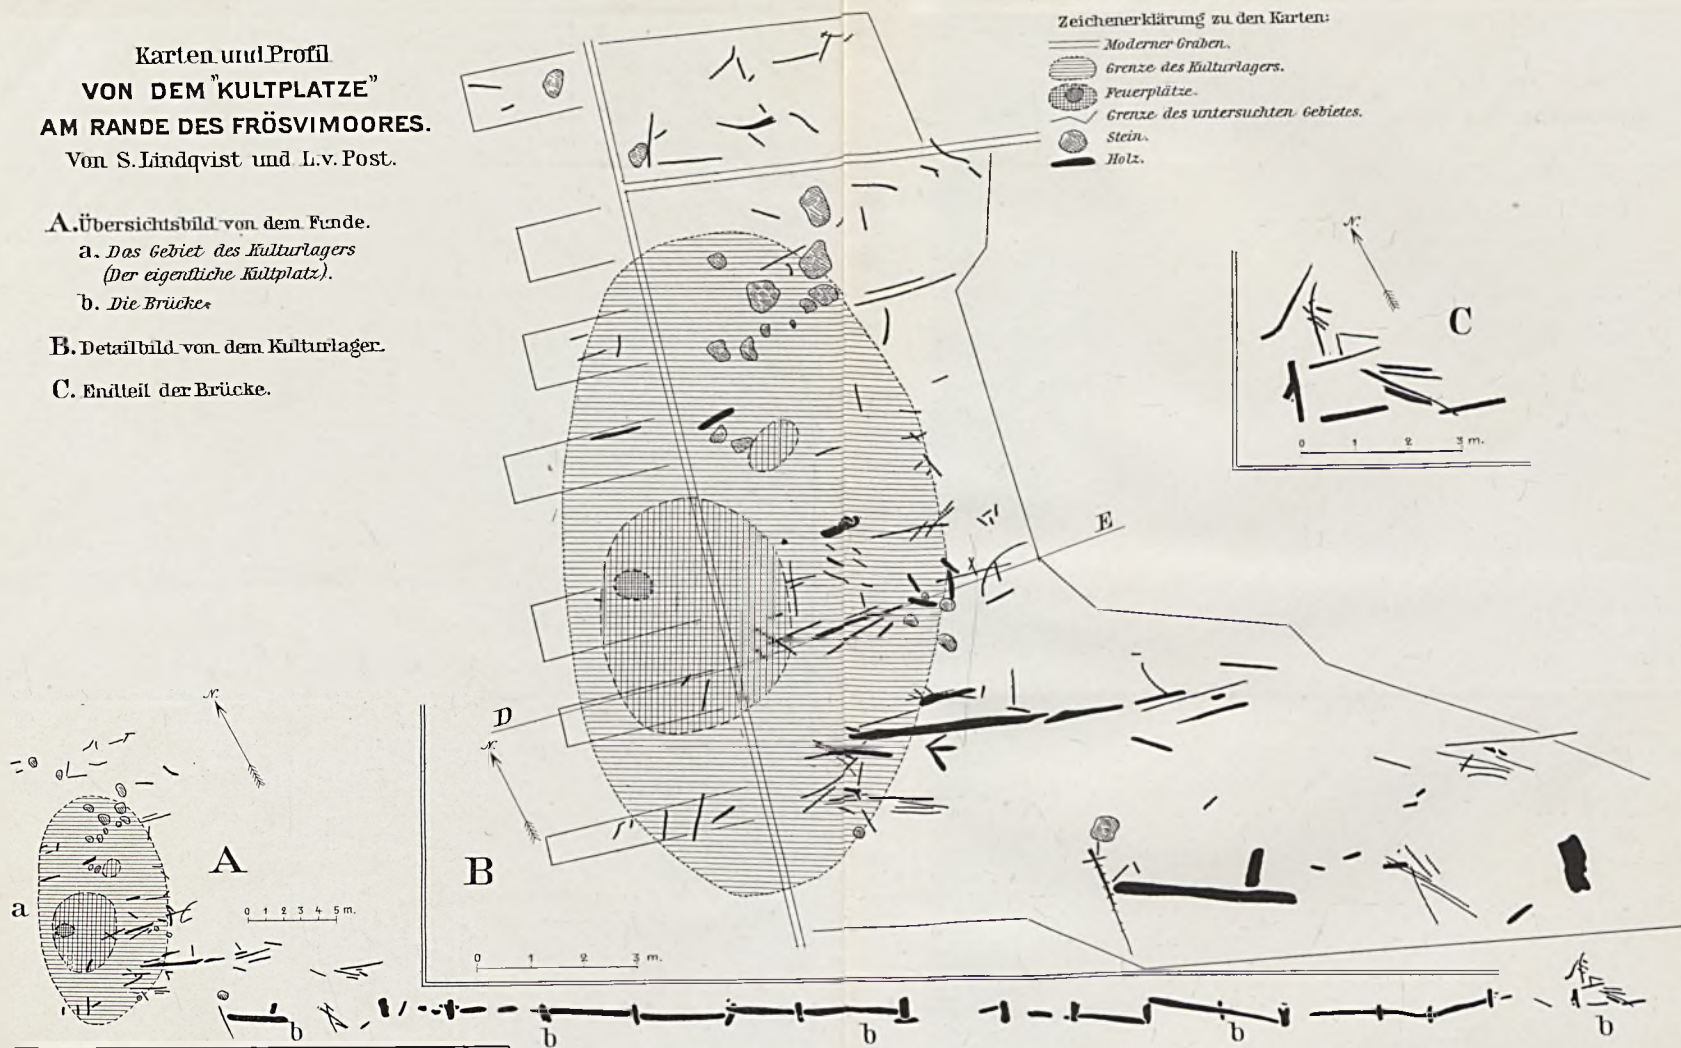 Karten und Profil
VON DEM "KULTPLATZE"
AM RANDE DES FRÖSVIMOORES.
Von S. Lindqvist und L. v. Post.
A. Übersichtsbild von dem Funde.
a. Das Gebiet des Kulturlagers
(Der eigentliche Kultplatz).
b. Die Brücke.
B. Detailbild von dem Kulturlager.
C. Endteil der Brücke.
Zeichenerklärung zu den Karten:
Moderner Graben.
Grenze des Kulturlagers.
Feuerplätze.
Grenze des untersuchten Gebietes.
Stein.
Holz.
N.
C
0 1 2 3 m.
E
D
N.
B
0 1 2 3 m.
N.
A
a
0 1 2 3 4 5 m.
b b b b b